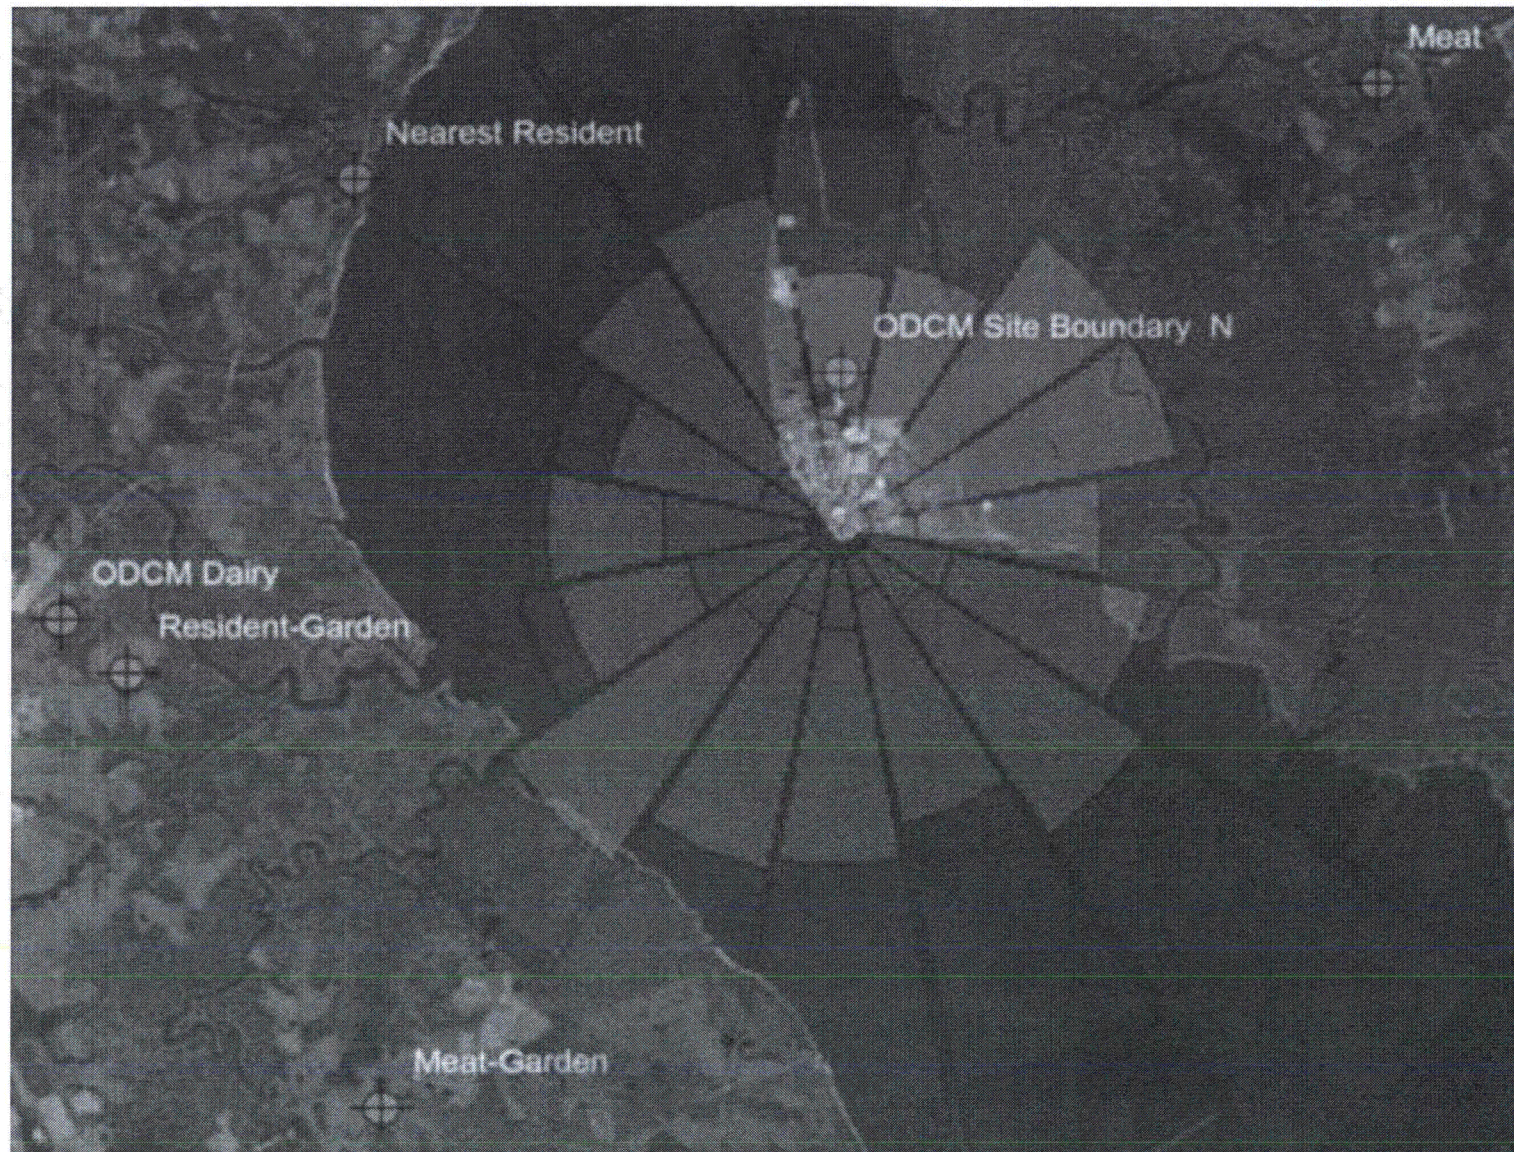 Meat
Nearest Resident
ODCM Site Boundary N
ODCM Dairy
Resident-Garden
Meat-Garden